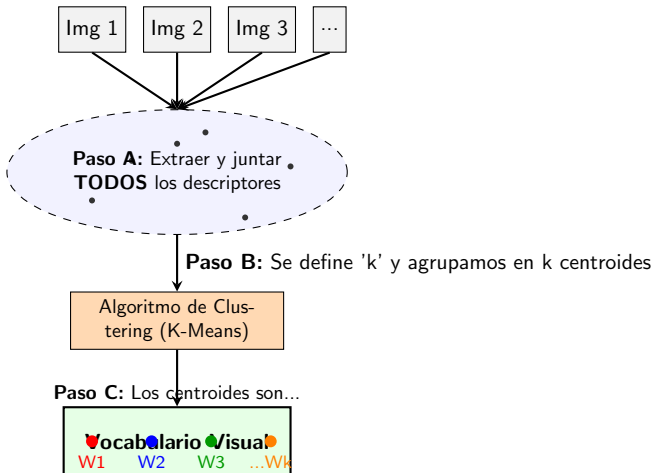 Img 1 Img 2 Img 3 ...
Paso A: Extraer y juntar
TODOS los descriptores
Paso B: Se define 'k' y agrupamos en k centroides
Algoritmo de Clus-
tering (K-Means)
Paso C: Los centroides son...
Vocabulario Visual
W1 W2 W3 ...Wk